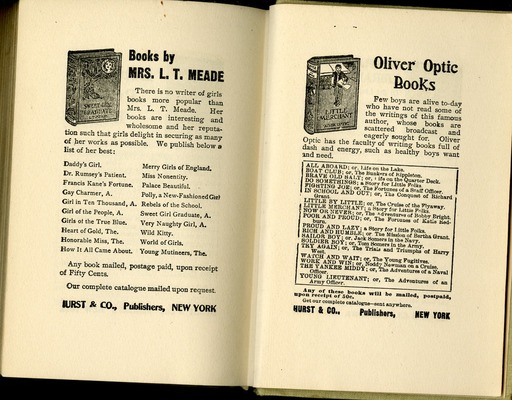 Books by
MRS. L. T. MEADE
SWEET GIRL
GRADUATE
There is no writer of girls
books more popular than
Mrs. L. T. Meade. Her
books are interesting and
wholesome and her reputa-
tion such that girls delight in securing as many
of her works as possible. We publish below a
list of her best:
Daddy's Girl. Merry Girls of England.
Dr. Rumsey's Patient. Miss Nonentity.
Francis Kane's Fortune. Palace Beautiful.
Gay Charmer, A. Polly, a New-Fashioned Girl
Girl in Ten Thousand, A. Rebels of the School.
Girl of the People, A. Sweet Girl Graduate, A.
Girls of the True Blue. Very Naughty Girl, A.
Heart of Gold, The. Wild Kitty.
Honorable Miss, The. World of Girls.
How It All Came About. Young Mutineers, The.
Any book mailed, postage paid, upon receipt
of Fifty Cents.
Our complete catalogue mailed upon request.
HURST & CO., Publishers, NEW YORK
Oliver Optic
Books
LITTLE
MERCHANT
Few boys are alive to-day
who have not read some of
the writings of this famous
author, whose books are
scattered broadcast and
eagerly sought for. Oliver
Optic has the faculty of writing books full of
dash and energy, such as healthy boys want
and need.
ALL ABOARD; or, Life on the Lake.
BOAT CLUB; or, The Bunkers of Rippleton.
BRAVE OLD SALT; or, Life on the Quarter Deck.
DO SOMETHINGS; a Story for Little Folks.
FIGHTING JOE; or, The Fortunes of a Staff Officer.
IN SCHOOL AND OUT; or, The Conquest of Richard
Grant.
LITTLE BY LITTLE; or, The Cruise of the Flyaway.
LITTLE MERCHANT; a Story for Little Folks.
NOW OR NEVER; or, The Adventures of Bobby Bright.
POOR AND PROUD; or, The Fortunes of Katie Red-
burn.
PROUD AND LAZY; a Story for Little Folks.
RICH AND HUMBLE; or, The Mission of Bertha Grant.
SAILOR BOY; or, Jack Somers in the Navy.
SOLDIER BOY; or, Tom Somers in the Army.
TRY AGAIN; or, The Trials and Triumphs of Harry
West.
WATCH AND WAIT; or, The Young Fugitives.
WORK AND WIN; or, Noddy Newman on a Cruise.
THE YANKEE MIDDY; or, The Adventures of a Naval
Officer.
YOUNG LIEUTENANT; or, The Adventures of an
Army Officer.
Any of these books will be mailed, postpaid,
upon receipt of 50c.
Get our complete catalogue—sent anywhere.
HURST & CO., Publishers, NEW YORK